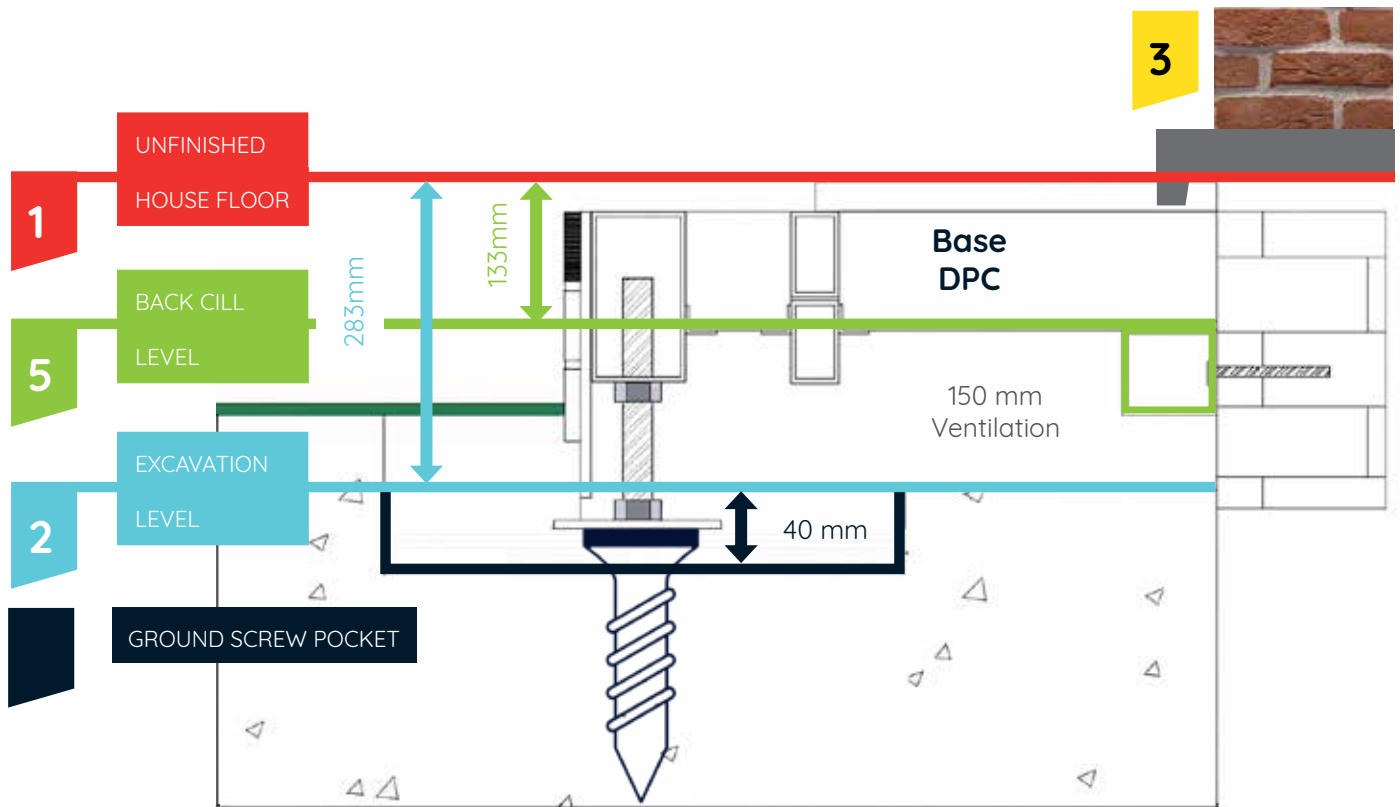 3
UNFINISHED
HOUSE FLOOR
1
133mm
283mm
Base
DPC
BACK CILL
LEVEL
5
150 mm
Ventilation
EXCAVATION
LEVEL
2
40 mm
GROUND SCREW POCKET